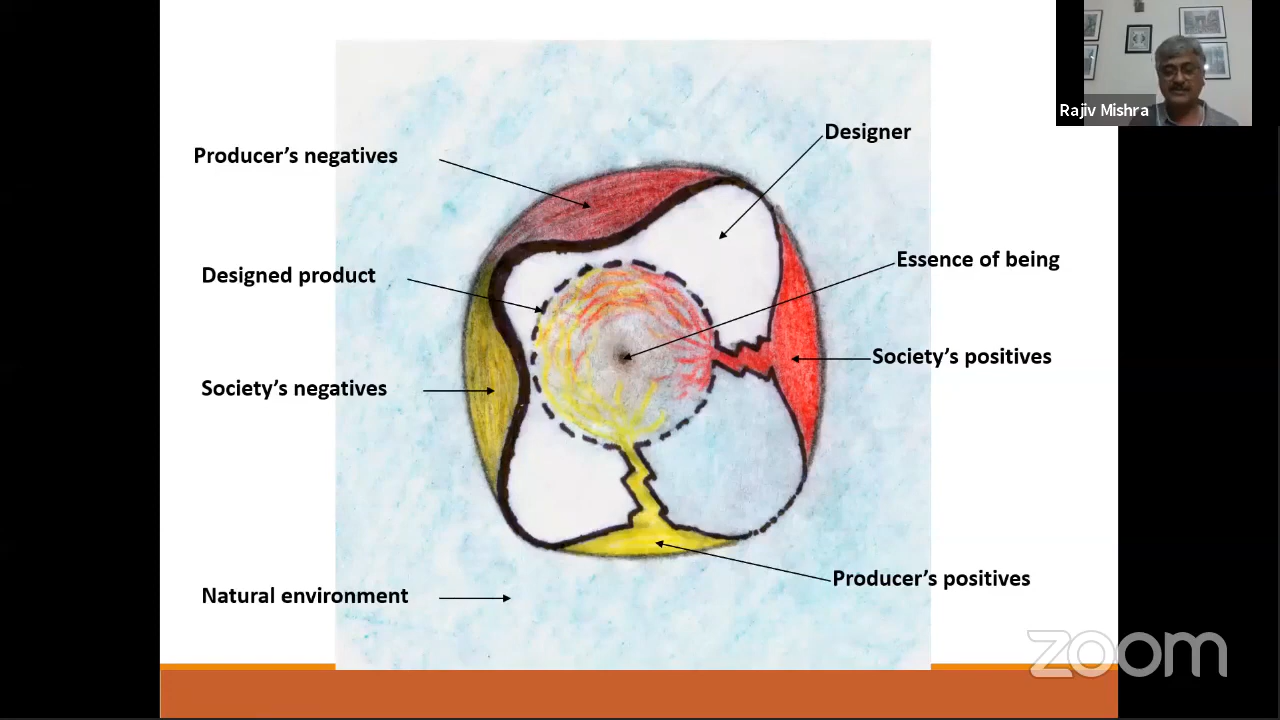 Rajiv Mishra
Designer
Producer's negatives
Essence of being
Designed product
Society's positives
Society's negatives
Producer's positives
Natural environment
zoom